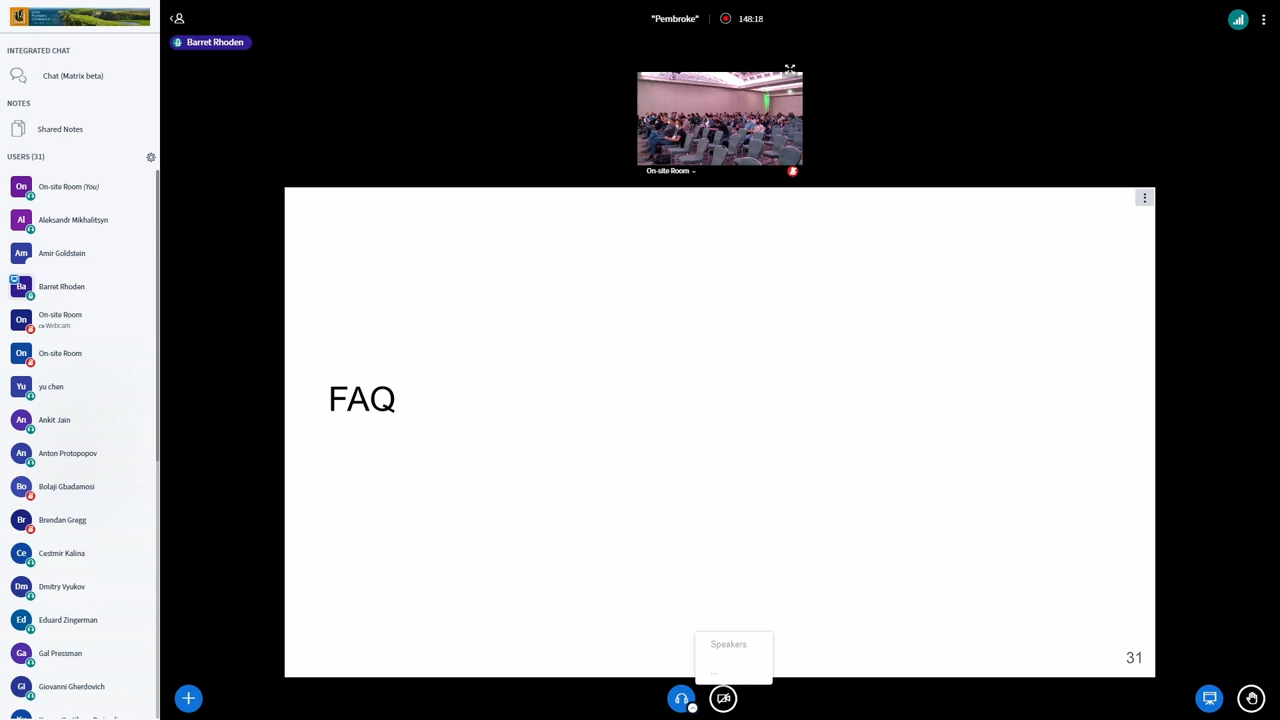 INTEGRATED CHAT
Chat (Matrix beta)
NOTES
Shared Notes
USERS (31)
On
On-site Room (You)
Al
Aleksandr Mikhalitsyn
Am
Amir Goldstein
Ba
Barret Rhoden
On
On-site Room
Webcam
On
On-site Room
Yu
yu chen
An
Ankit Jain
An
Anton Protopopov
Bo
Bolaji Gbadamosi
Br
Brendan Gregg
Ce
Cestmir Kalina
Dm
Dmitry Vyukov
Ed
Eduard Zingerman
Ga
Gal Pressman
Gi
Giovanni Gherdovich
"Pembroke"
148:18
Barret Rhoden
On-site Room
FAQ
31
Speakers
...